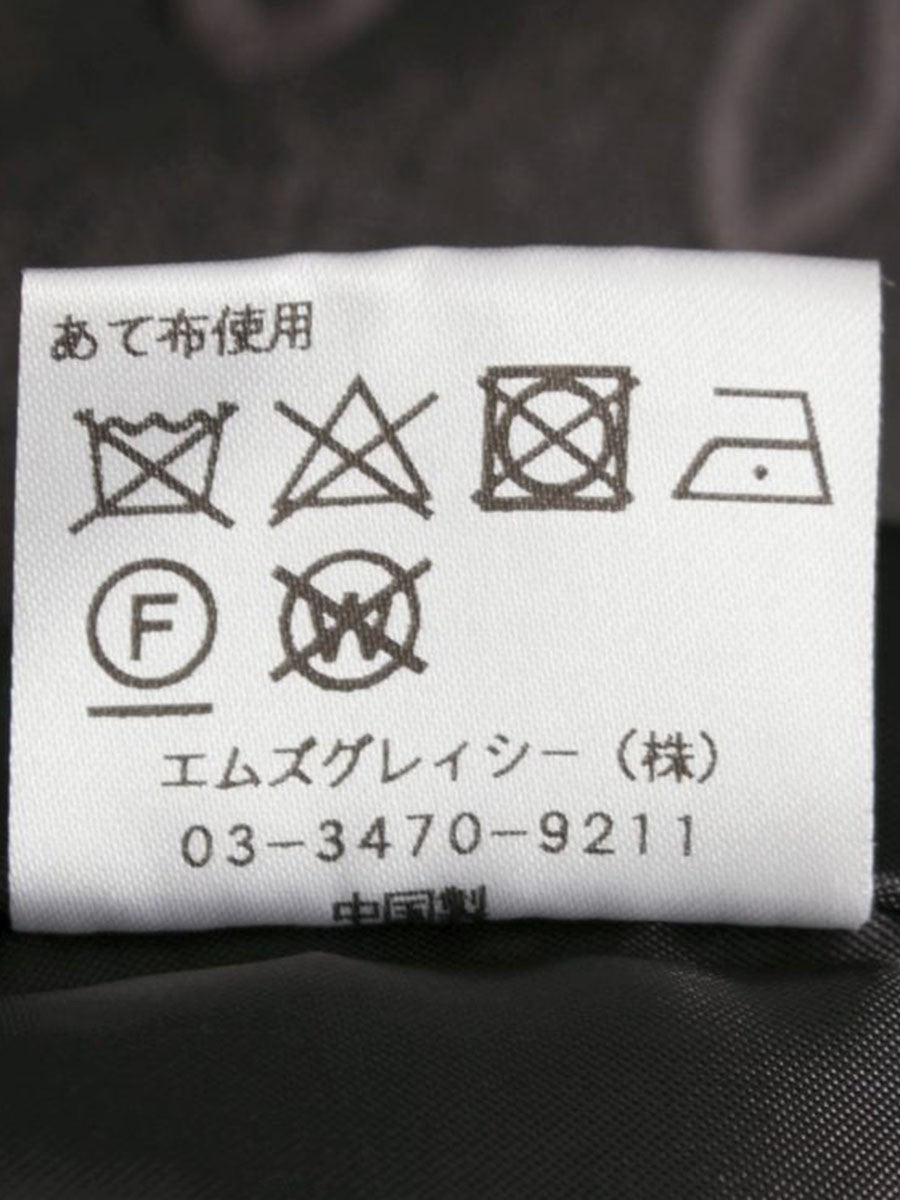 あて布使用
F
W
エムズグレイシー（株）
03-3470-9211
中国製